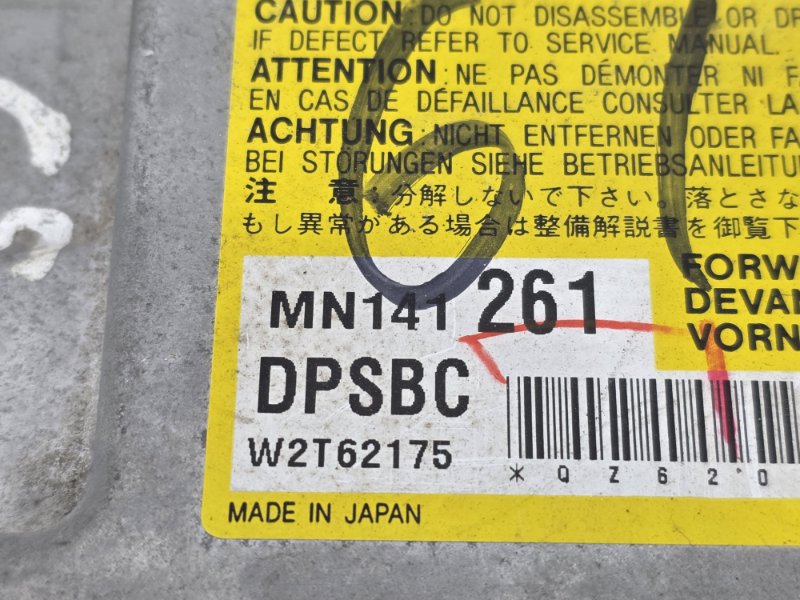 CAUTION: DO NOT DISASSEMBLE OR
IF DEFECT REFER TO SERVICE MANUAL.
ATTENTION: NE PAS DÉMONTER NI
EN CAS DE DÉFAILLANCE CONSULTER
ACHTUNG: NICHT ENTFERNEN ODER
BEI STÖRUNGEN SIEHE
注 意:分解しないで下さい。落とさな
もし異常がある場合は整備解説書を御覧下
FORW
DEVAN
VORN
MN141 261
DPSBC
W2T62175
*QZ620
MADE IN JAPAN